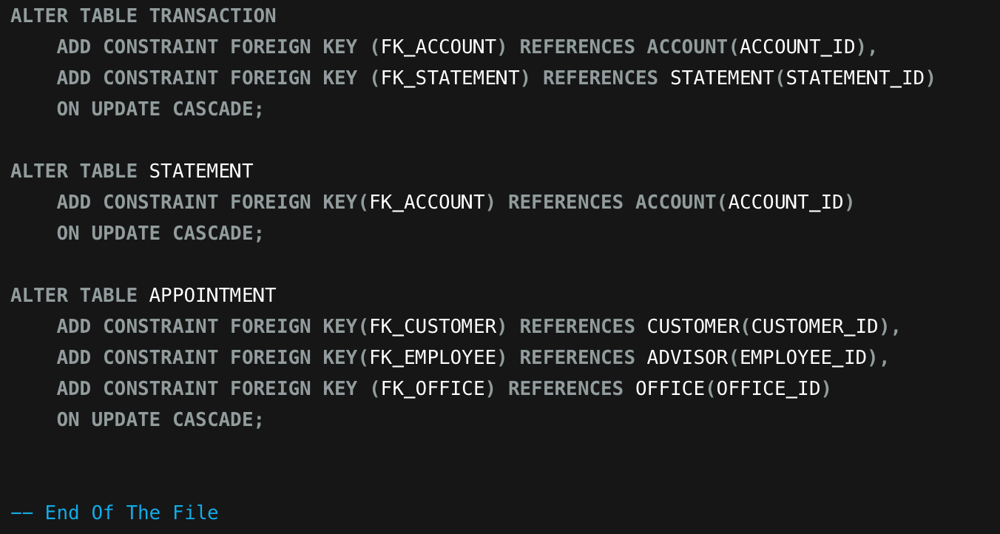 ALTER TABLE TRANSACTION
    ADD CONSTRAINT FOREIGN KEY (FK_ACCOUNT) REFERENCES ACCOUNT(ACCOUNT_ID),
    ADD CONSTRAINT FOREIGN KEY (FK_STATEMENT) REFERENCES STATEMENT(STATEMENT_ID)
    ON UPDATE CASCADE;

ALTER TABLE STATEMENT
    ADD CONSTRAINT FOREIGN KEY(FK_ACCOUNT) REFERENCES ACCOUNT(ACCOUNT_ID)
    ON UPDATE CASCADE;

ALTER TABLE APPOINTMENT
    ADD CONSTRAINT FOREIGN KEY(FK_CUSTOMER) REFERENCES CUSTOMER(CUSTOMER_ID),
    ADD CONSTRAINT FOREIGN KEY(FK_EMPLOYEE) REFERENCES ADVISOR(EMPLOYEE_ID),
    ADD CONSTRAINT FOREIGN KEY (FK_OFFICE) REFERENCES OFFICE(OFFICE_ID)
    ON UPDATE CASCADE;

-- End Of The File